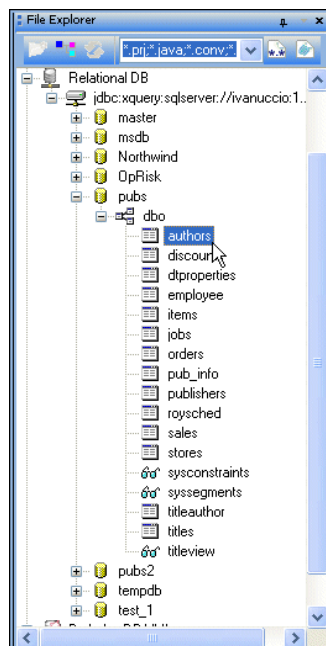 File Explorer
*.prj;*.java;*.conv;*.
Relational DB
jdbc:xquery:sqlserver://ivanuccio:1..
master
msdb
Northwind
OpRisk
pubs
dbo
authors
discoun
dtproperties
employee
items
jobs
orders
pub_info
publishers
roysched
sales
stores
sysconstraints
syssegments
titleauthor
titles
titleview
pubs2
tempdb
test_1